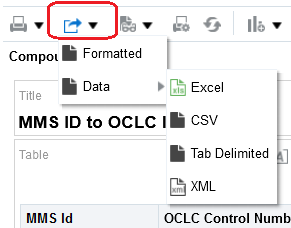 Compou
Formatted
Data
Excel
CSV
Tab Delimited
XML
Title
MMS ID to OCLC
Table
MMS Id
OCLC Control Numb